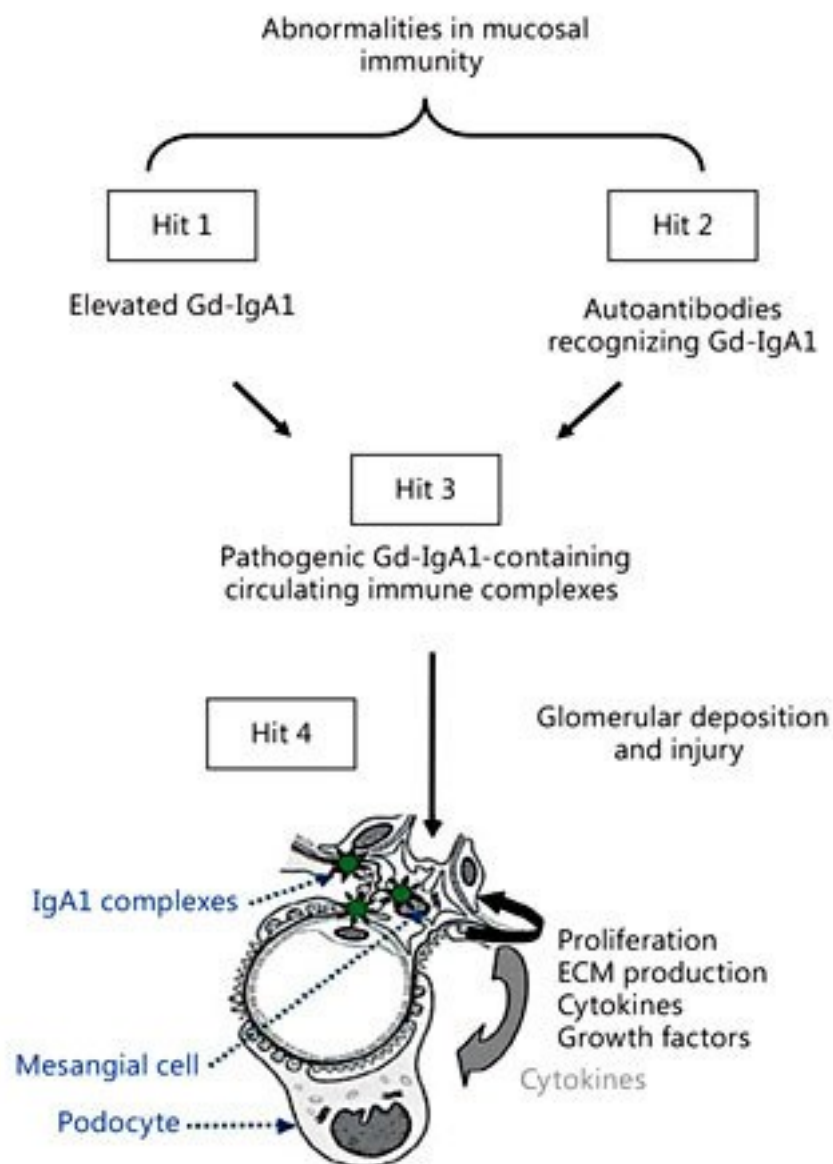 Abnormalities in mucosal
immunity
Hit 1
Hit 2
Elevated Gd-IgA1
Autoantibodies
recognizing Gd-IgA1
Hit 3
Pathogenic Gd-IgA1-containing
circulating immune complexes
Hit 4
Glomerular deposition
and injury
IgA1 complexes
Proliferation
ECM production
Cytokines
Growth factors
Mesangial cell
Cytokines
Podocyte